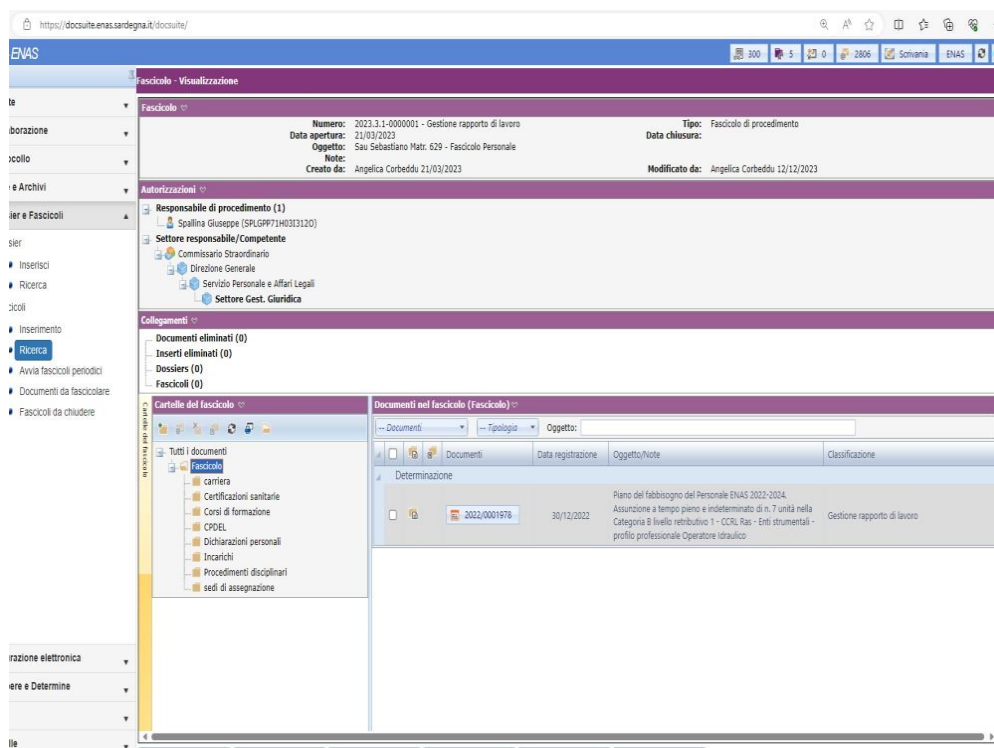 https://docsuite.enas.sardegna.it/docsuite/
ENAS
300
5
0
2806
Scrivania
ENAS
Fascicolo - Visualizzazione
te
borazione
ocollo
e Archivi
ier e Fascicoli
sier
Inserisci
Ricerca
cicoli
Inserimento
Ricerca
Avvia fascicoli periodici
Documenti da fascicolare
Fascicoli da chiudere
razione elettronica
ere e Determine
lle
Fascicolo
Numero: 2023.3.1-0000001 - Gestione rapporto di lavoro
Tipo: Fascicolo di procedimento
Data apertura: 21/03/2023
Data chiusura:
Oggetto: Sau Sebastiano Matr. 629 - Fascicolo Personale
Note:
Creato da: Angelica Corbeddu 21/03/2023
Modificato da: Angelica Corbeddu 12/12/2023
Autorizzazioni
Responsabile di procedimento (1)
Spallina Giuseppe (SPLGPP71H03I312O)
Settore responsabile/Competente
Commissario Straordinario
Direzione Generale
Servizio Personale e Affari Legali
Settore Gest. Giuridica
Collegamenti
Documenti eliminati (0)
Inserti eliminati (0)
Dossiers (0)
Fascicoli (0)
Cartelle del fascicolo
Cartelle del fascicolo
Tutti i documenti
Fascicolo
carriera
Certificazioni sanitarie
Corsi di formazione
CPDEL
Dichiarazioni personali
Incarichi
Procedimenti disciplinari
sedi di assegnazione
Documenti nel fascicolo (Fascicolo)
-- Documenti
-- Tipologia
Oggetto:
Documenti
Data registrazione
Oggetto/Note
Classificazione
Determinazione
2022/0001978
30/12/2022
Piano del fabbisogno del Personale ENAS 2022-2024.
Assunzione a tempo pieno e indeterminato di n. 7 unità nella
Categoria B livello retributivo 1 - CCRL Ras - Enti strumentali -
profilo professionale Operatore Idraulico
Gestione rapporto di lavoro